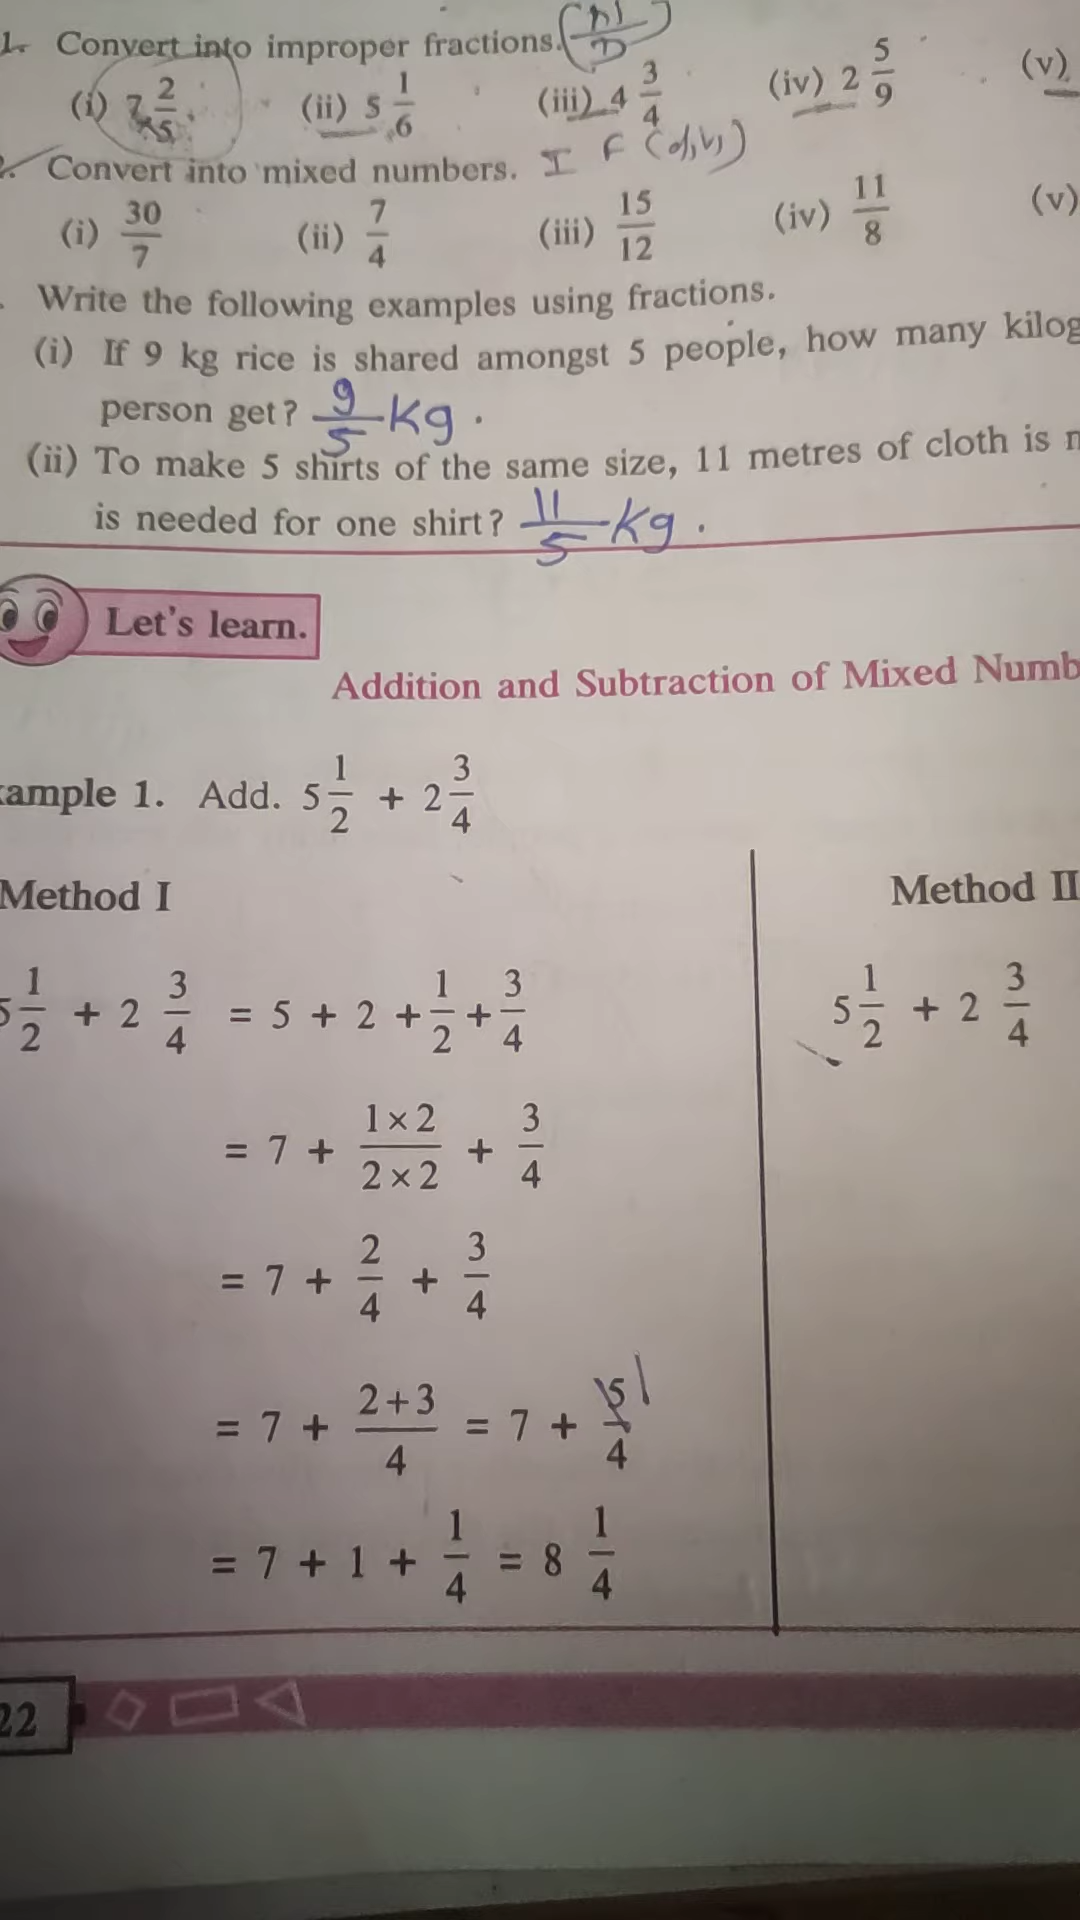 1. Convert into improper fractions. (N/D)
(i) 7 2/5 (ii) 5 1/6 (iii) 4 3/4 (iv) 2 5/9 (v)
Convert into mixed numbers. I F
(i) 30/7 (ii) 7/4 (iii) 15/12 (iv) 11/8 (v)
Write the following examples using fractions.
(i) If 9 kg rice is shared amongst 5 people, how many kilog
person get? 9/5 Kg.
(ii) To make 5 shirts of the same size, 11 metres of cloth is
is needed for one shirt? 11/5 Kg.
Let's learn.
Addition and Subtraction of Mixed Numb
ample 1. Add. 5 1/2 + 2 3/4
Method I
5 1/2 + 2 3/4 = 5 + 2 + 1/2 + 3/4
= 7 + 1×2/2×2 + 3/4
= 7 + 2/4 + 3/4
= 7 + 2+3/4 = 7 + 5/4
= 7 + 1 + 1/4 = 8 1/4
Method II
5 1/2 + 2 3/4
22